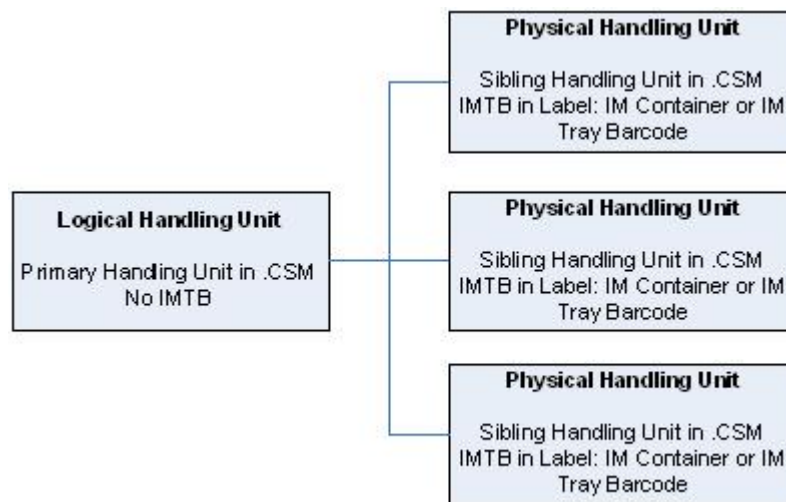 Physical Handling Unit
Sibling Handling Unit in .CSM
IMTB in Label: IM Container or IM
Tray Barcode
Logical Handling Unit
Primary Handling Unit in .CSM
No IMTB
Physical Handling Unit
Sibling Handling Unit in .CSM
IMTB in Label: IM Container or IM
Tray Barcode
Physical Handling Unit
Sibling Handling Unit in .CSM
IMTB in Label: IM Container or IM
Tray Barcode